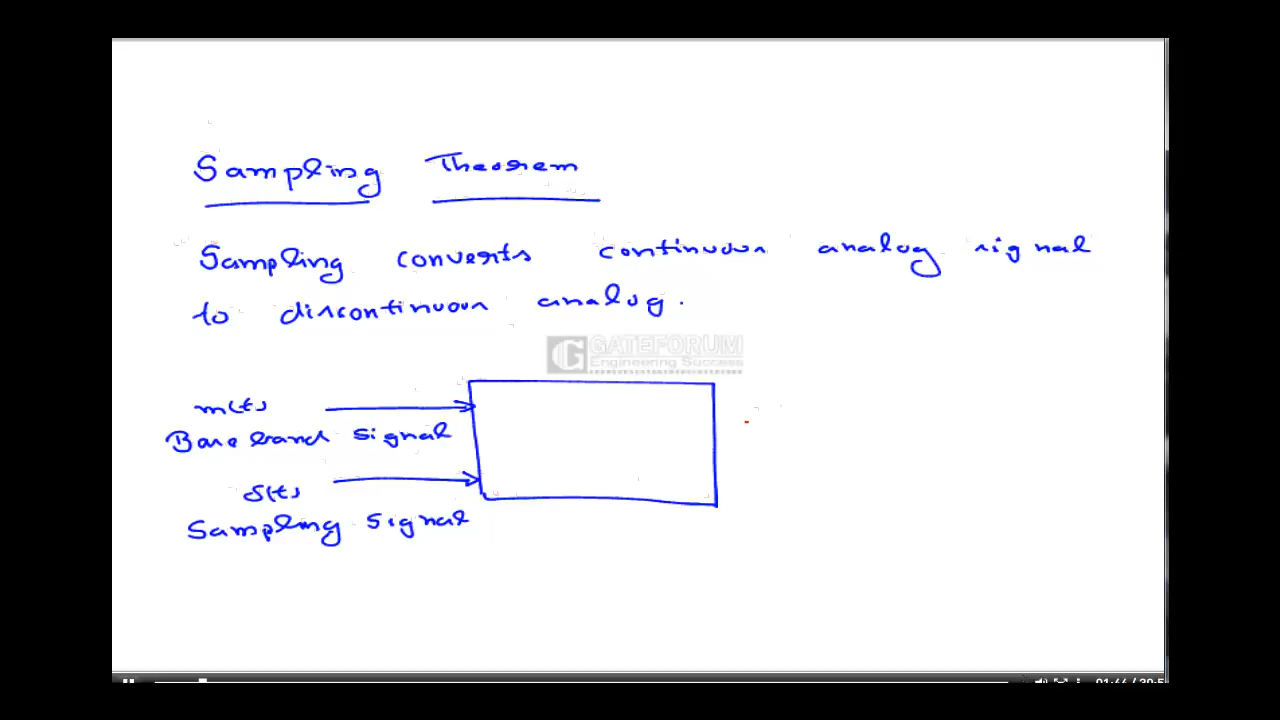 Sampling Theorem
Sampling converts continuous analog signal
to discontinuous analog.
GATEFORUM
Engineering Success
m(t)
Base band signal
s(t)
Sampling signal